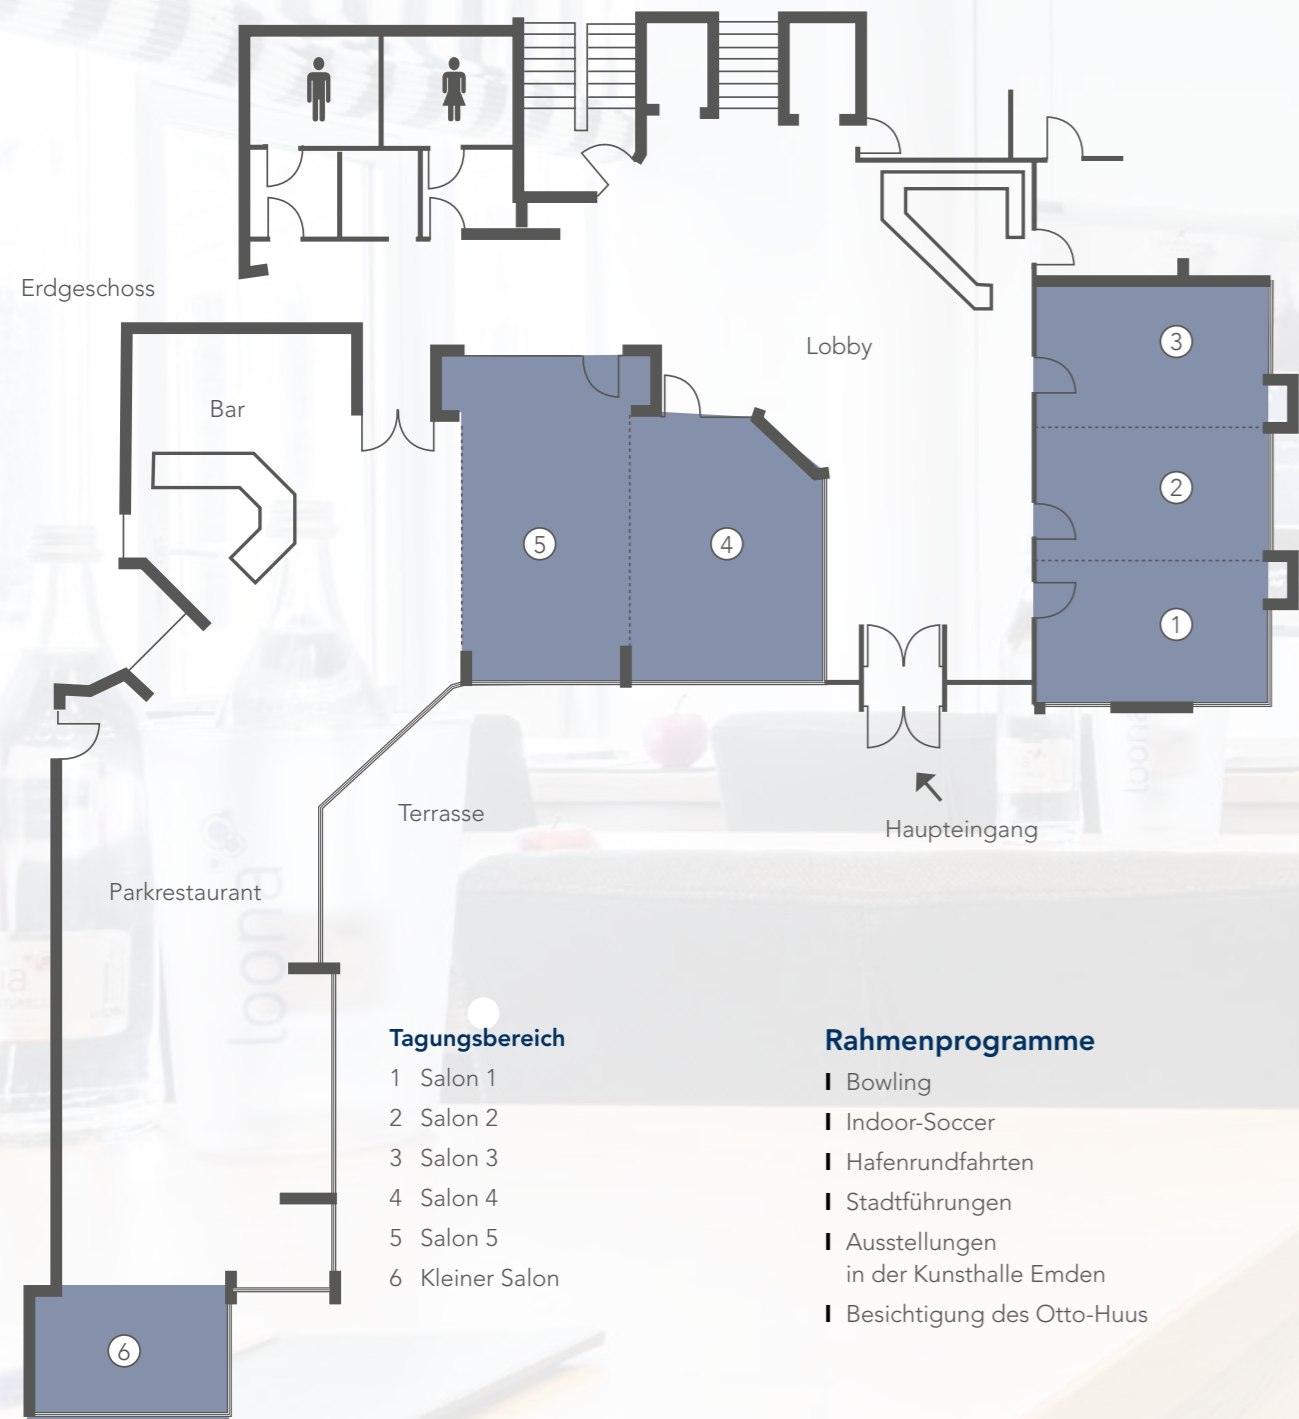 Erdgeschoss
Lobby
3
Bar
2
5
4
1
Terrasse
Haupteingang
Parkrestaurant
loona
loona
Tagungsbereich
1 Salon 1
2 Salon 2
3 Salon 3
4 Salon 4
5 Salon 5
6 Kleiner Salon
6
Rahmenprogramme
I Bowling
I Indoor-Soccer
I Hafenrundfahrten
I Stadtführungen
I Ausstellungen
in der Kunsthalle Emden
I Besichtigung des Otto-Huus